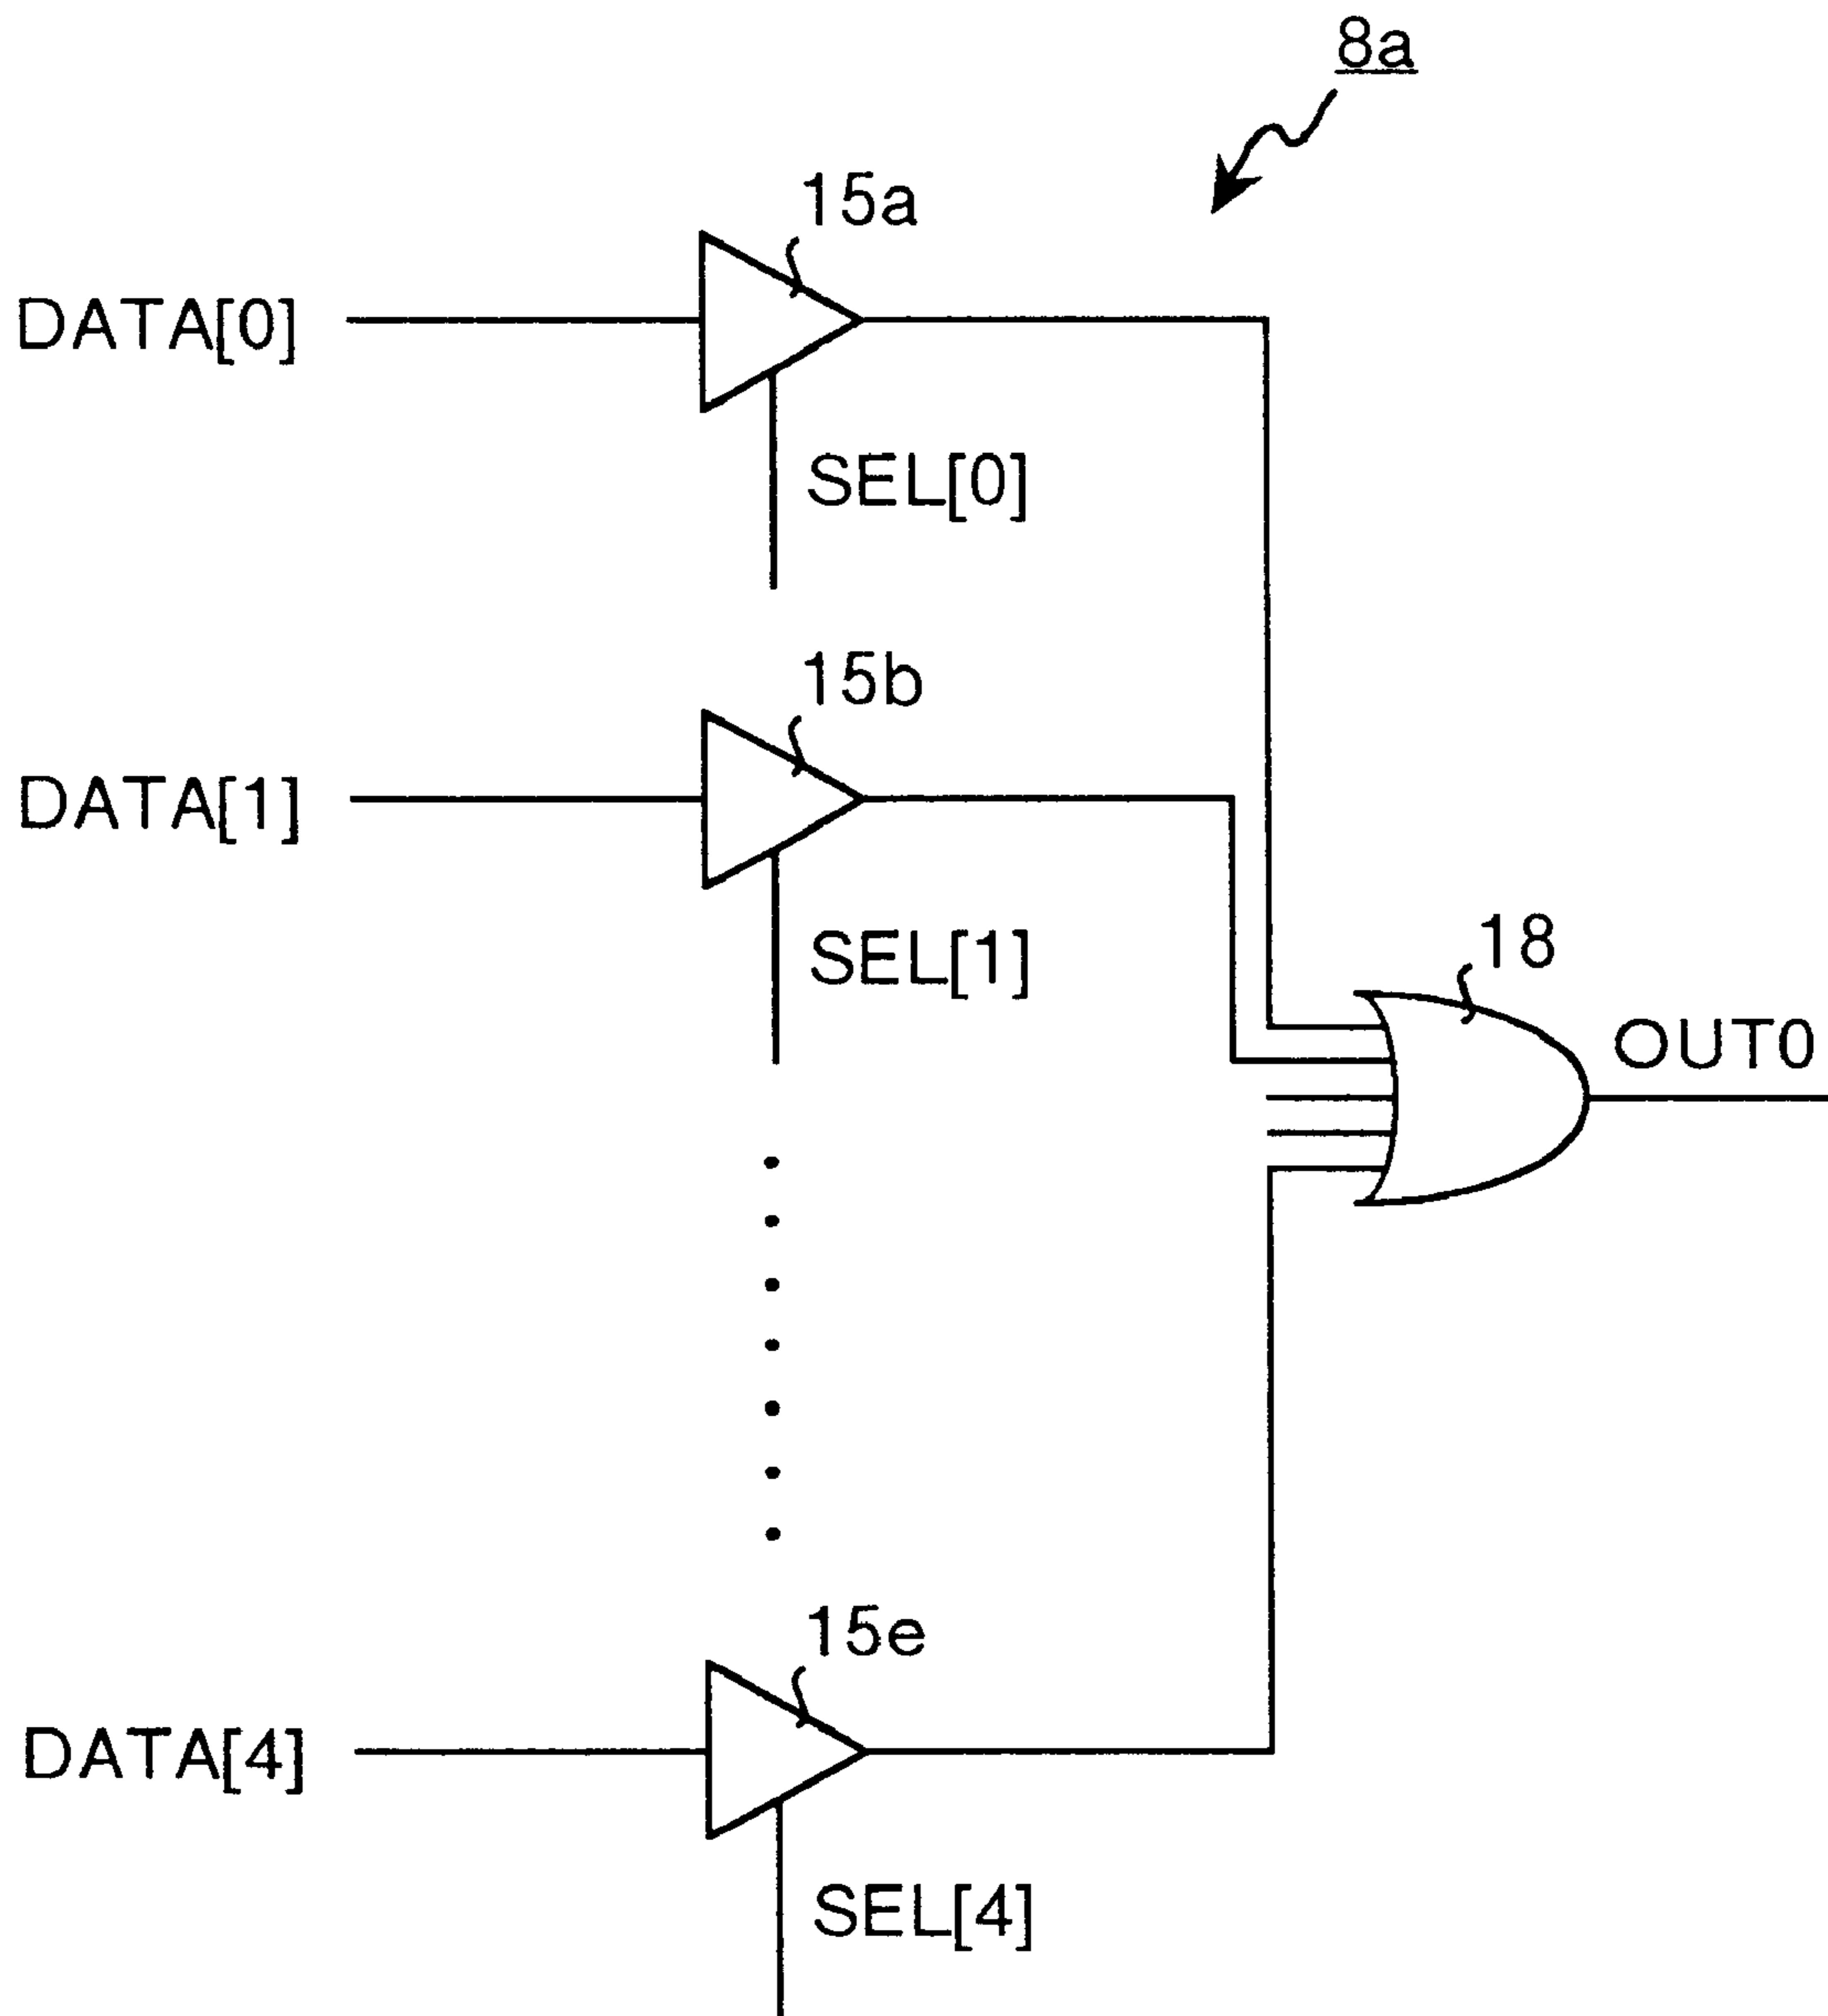 8a
15a
DATA[0]
SEL[0]
15b
DATA[1]
SEL[1]
18
OUT0
15e
DATA[4]
SEL[4]